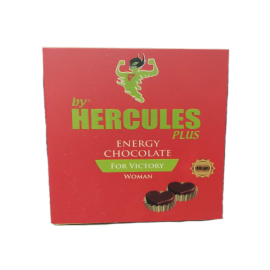 by®
HERCULES
PLUS
ENERGY
CHOCOLATE
FOR VICTORY
WOMAN